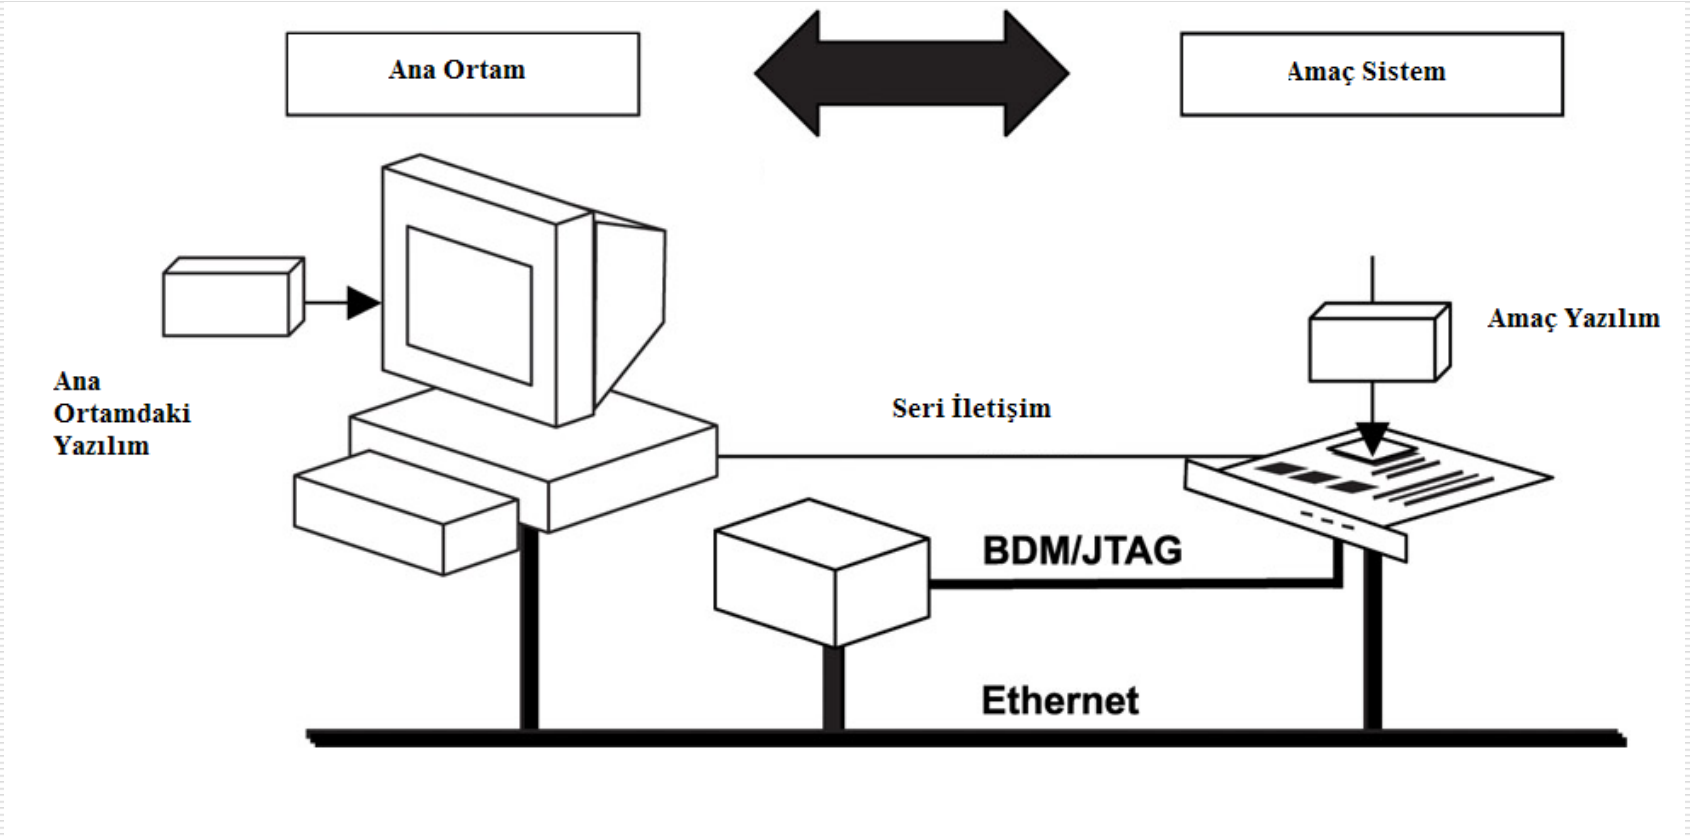 Ana Ortam
Amaç Sistem
Amaç Yazılım
Ana
Ortamdaki
Yazılım
Seri İletişim
BDM/JTAG
Ethernet